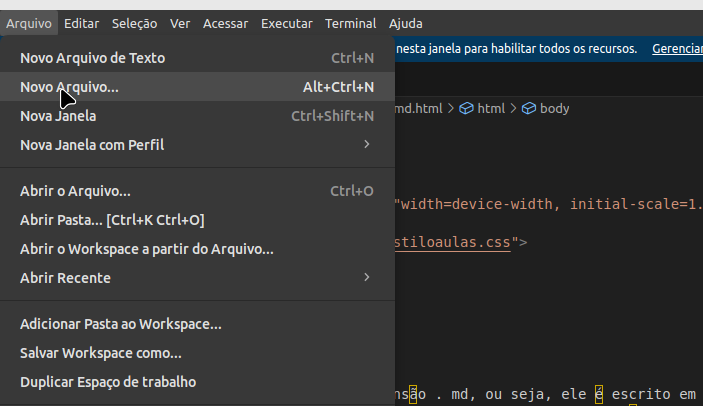 Arquivo Editar Seleção Ver Acessar Executar Terminal Ajuda
nesta janela para habilitar todos os recursos. Gerenciar
Novo Arquivo de Texto Ctrl+N
Novo Arquivo... Alt+Ctrl+N
md.html > html > body
Nova Janela Ctrl+Shift+N
Nova Janela com Perfil >
Abrir o Arquivo... Ctrl+O
"width=device-width, initial-scale=1.
Abrir Pasta... [Ctrl+K Ctrl+O]
Abrir o Workspace a partir do Arquivo...
stiloaulas.css">
Abrir Recente >
Adicionar Pasta ao Workspace...
Salvar Workspace como...
Duplicar Espaço de trabalho
nsão . md, ou seja, ele é escrito em